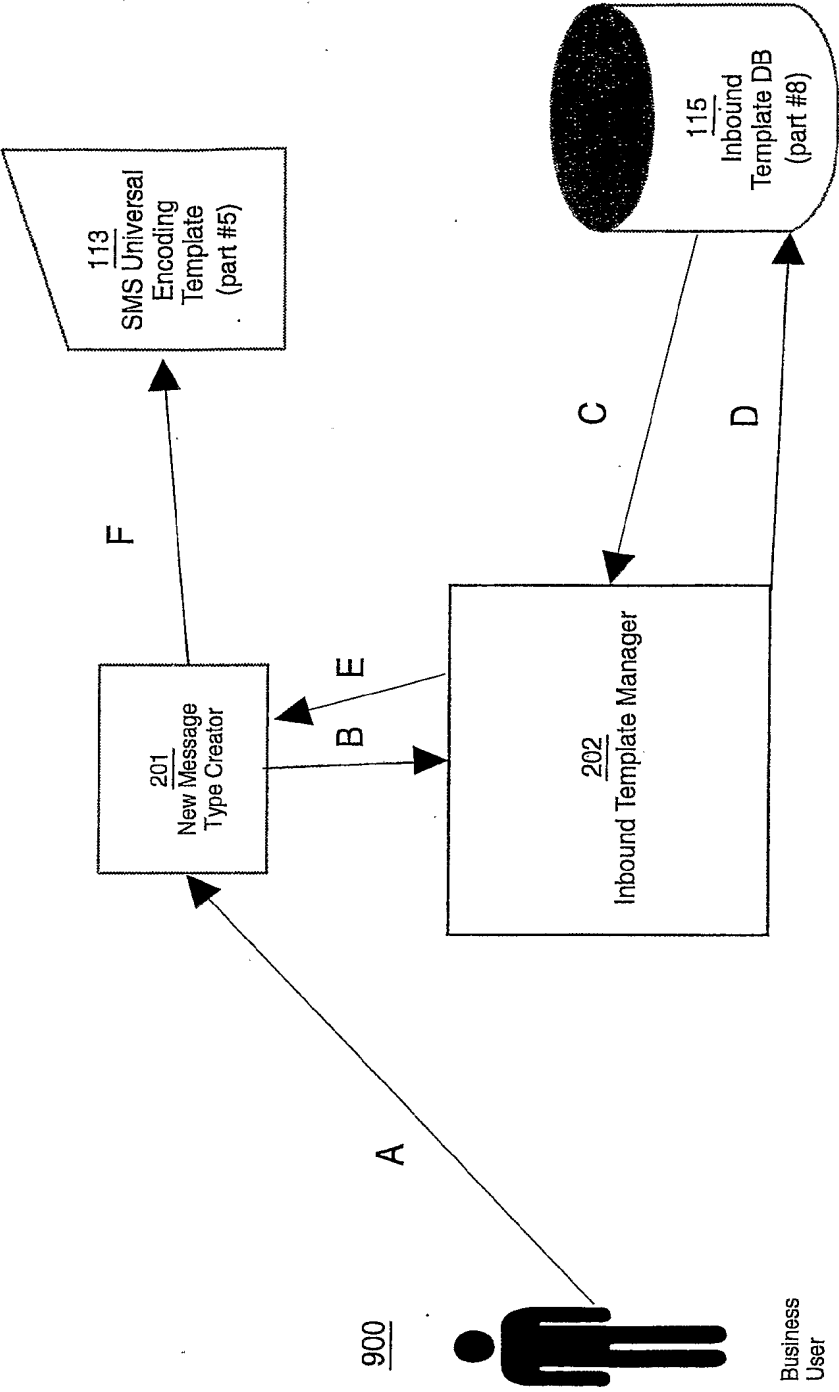 900
Business
User
A
201
New Message
Type Creator
B
E
F
113
SMS Universal
Encoding
Template
(part #5)
202
Inbound Template Manager
C
D
115
Inbound
Template DB
(part #8)